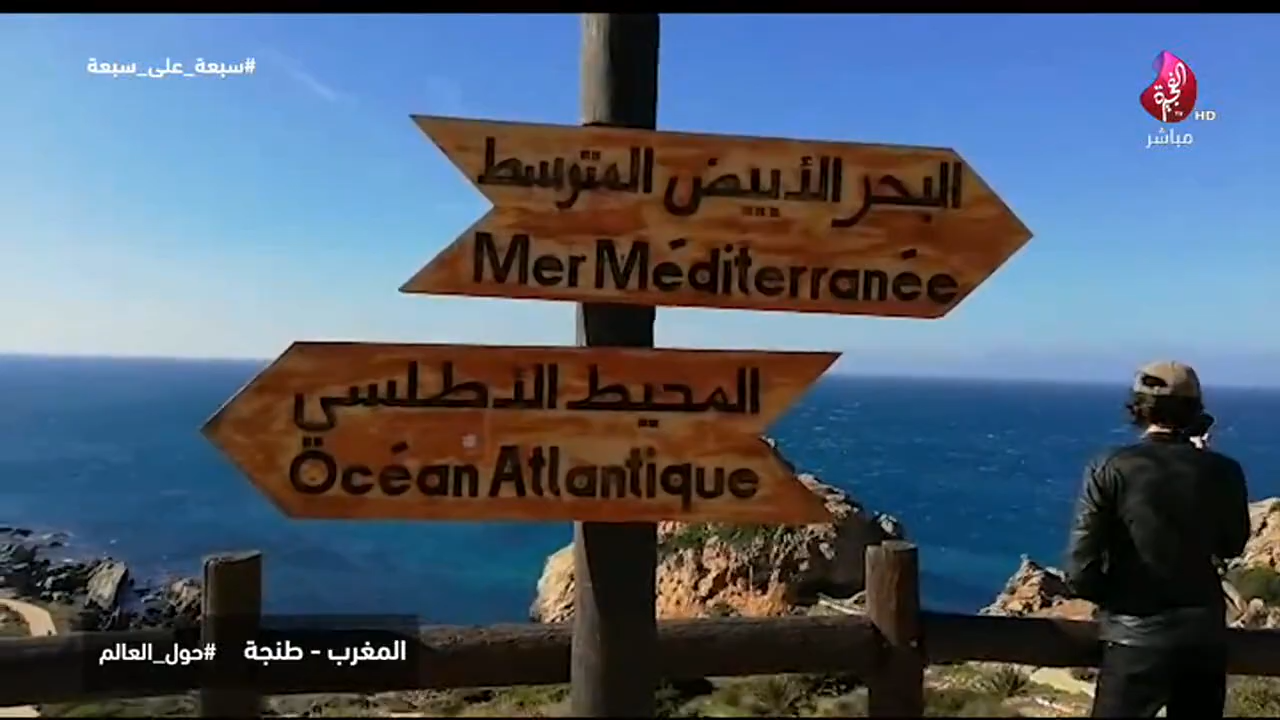 #سبعة_على_سبعة
الفجيرة
HD
مباشر
البحر الأبيض المتوسط
Mer Méditerranée
المحيط الأطلسي
Océan Atlantique
المغرب - طنجة #حول_العالم